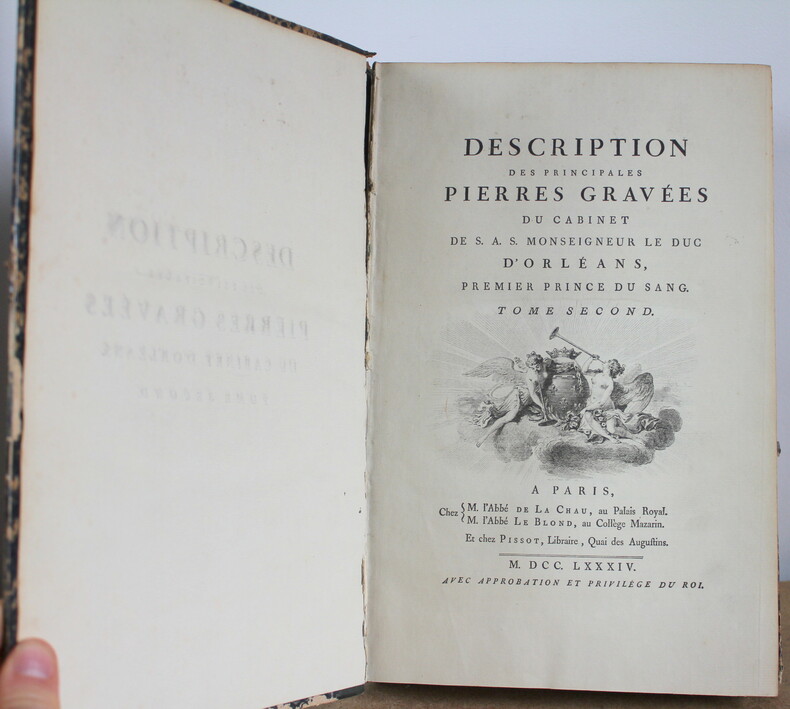 DESCRIPTION
DES PRINCIPALES
PIERRES GRAVÉES
DU CABINET
DE S. A. S. MONSEIGNEUR LE DUC
D'ORLÉANS,
PREMIER PRINCE DU SANG.
TOME SECOND.
A PARIS,
Chez { M. l'Abbé DE LA CHAU, au Palais Royal.
M. l'Abbé LE BLOND, au Collège Mazarin.
Et chez PISSOT, Libraire, Quai des Auguſtins.
M. DCC. LXXXIV.
AVEC APPROBATION ET PRIVILÉGE DU ROI.